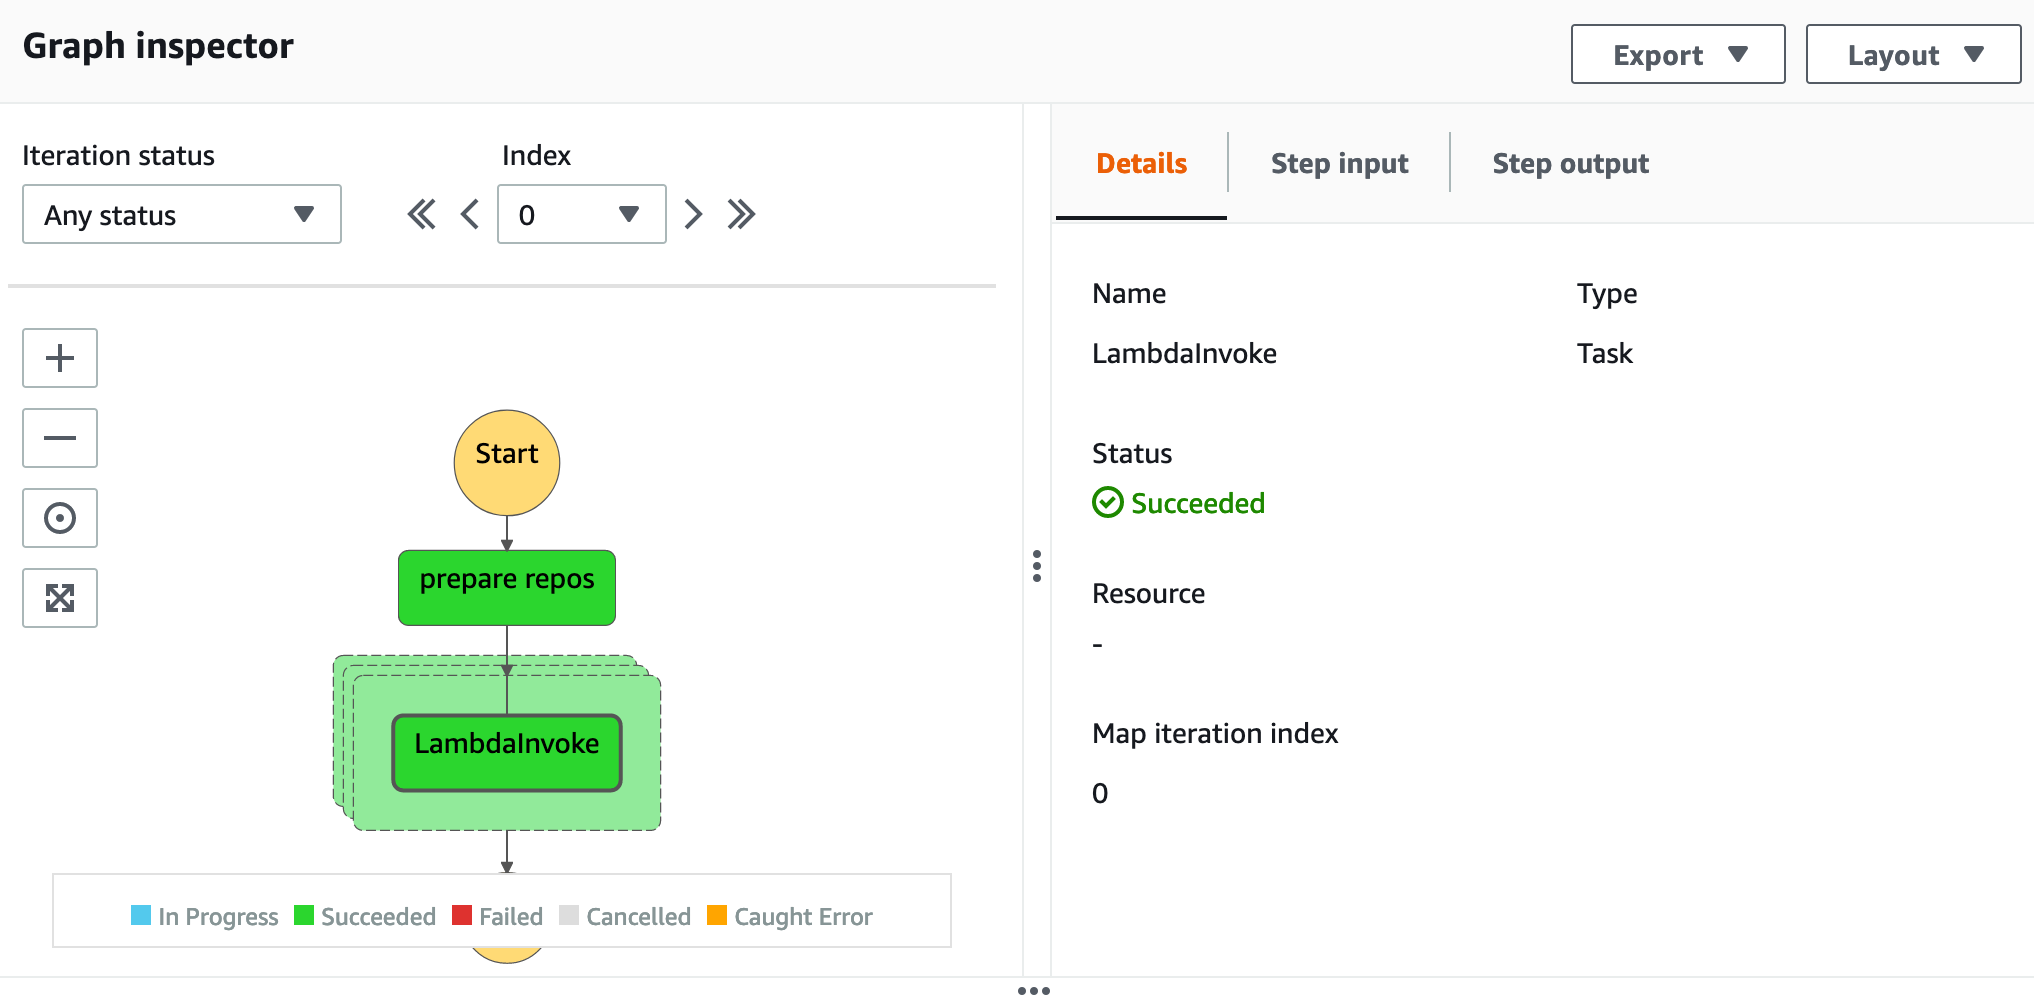 Graph inspector
Export
Layout
Iteration status
Index
Any status
0
Start
prepare repos
LambdaInvoke
In Progress
Succeeded
Failed
Cancelled
Caught Error
Details
Step input
Step output
Name
Type
LambdaInvoke
Task
Status
Succeeded
Resource
-
Map iteration index
0